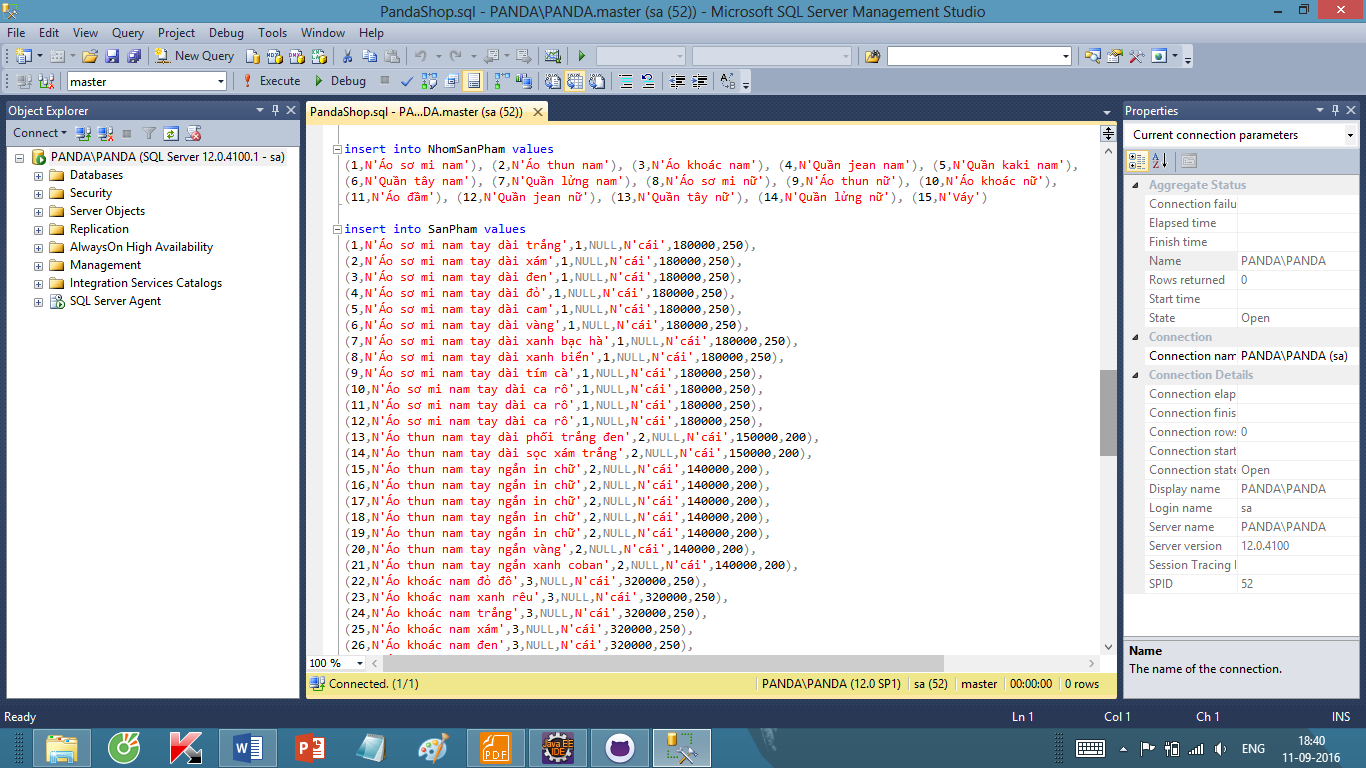 PandaShop.sql - PANDA\PANDA.master (sa (52)) - Microsoft SQL Server Management Studio
File Edit View Query Project Debug Tools Window Help
New Query
master Execute Debug
Object Explorer
Connect
PANDA\PANDA (SQL Server 12.0.4100.1 - sa)
Databases
Security
Server Objects
Replication
AlwaysOn High Availability
Management
Integration Services Catalogs
SQL Server Agent
PandaShop.sql - PA...DA.master (sa (52))
insert into NhomSanPham values
(1,N'Áo sơ mi nam'), (2,N'Áo thun nam'), (3,N'Áo khoác nam'), (4,N'Quần jean nam'), (5,N'Quần kaki nam'),
(6,N'Quần tây nam'), (7,N'Quần lửng nam'), (8,N'Áo sơ mi nữ'), (9,N'Áo thun nữ'), (10,N'Áo khoác nữ'),
(11,N'Áo đầm'), (12,N'Quần jean nữ'), (13,N'Quần tây nữ'), (14,N'Quần lửng nữ'), (15,N'Váy')
insert into SanPham values
(1,N'Áo sơ mi nam tay dài trắng',1,NULL,N'cái',180000,250),
(2,N'Áo sơ mi nam tay dài xám',1,NULL,N'cái',180000,250),
(3,N'Áo sơ mi nam tay dài đen',1,NULL,N'cái',180000,250),
(4,N'Áo sơ mi nam tay dài đỏ',1,NULL,N'cái',180000,250),
(5,N'Áo sơ mi nam tay dài cam',1,NULL,N'cái',180000,250),
(6,N'Áo sơ mi nam tay dài vàng',1,NULL,N'cái',180000,250),
(7,N'Áo sơ mi nam tay dài xanh bạc hà',1,NULL,N'cái',180000,250),
(8,N'Áo sơ mi nam tay dài xanh biển',1,NULL,N'cái',180000,250),
(9,N'Áo sơ mi nam tay dài tím cà',1,NULL,N'cái',180000,250),
(10,N'Áo sơ mi nam tay dài ca rô',1,NULL,N'cái',180000,250),
(11,N'Áo sơ mi nam tay dài ca rô',1,NULL,N'cái',180000,250),
(12,N'Áo sơ mi nam tay dài ca rô',1,NULL,N'cái',180000,250),
(13,N'Áo thun nam tay dài phối trắng đen',2,NULL,N'cái',150000,200),
(14,N'Áo thun nam tay dài sọc xám trắng',2,NULL,N'cái',150000,200),
(15,N'Áo thun nam tay ngắn in chữ',2,NULL,N'cái',140000,200),
(16,N'Áo thun nam tay ngắn in chữ',2,NULL,N'cái',140000,200),
(17,N'Áo thun nam tay ngắn in chữ',2,NULL,N'cái',140000,200),
(18,N'Áo thun nam tay ngắn in chữ',2,NULL,N'cái',140000,200),
(19,N'Áo thun nam tay ngắn in chữ',2,NULL,N'cái',140000,200),
(20,N'Áo thun nam tay ngắn vàng',2,NULL,N'cái',140000,200),
(21,N'Áo thun nam tay ngắn xanh coban',2,NULL,N'cái',140000,200),
(22,N'Áo khoác nam đỏ đô',3,NULL,N'cái',320000,250),
(23,N'Áo khoác nam xanh rêu',3,NULL,N'cái',320000,250),
(24,N'Áo khoác nam trắng',3,NULL,N'cái',320000,250),
(25,N'Áo khoác nam xám',3,NULL,N'cái',320000,250),
(26,N'Áo khoác nam đen',3,NULL,N'cái',320000,250),
100 %
Connected. (1/1) PANDA\PANDA (12.0 SP1) sa (52) master 00:00:00 0 rows
Properties
Current connection parameters
Aggregate Status
Connection failu
Elapsed time
Finish time
Name PANDA\PANDA
Rows returned 0
Start time
State Open
Connection
Connection nam PANDA\PANDA (sa)
Connection Details
Connection elap
Connection finis
Connection rows 0
Connection start
Connection state Open
Display name PANDA\PANDA
Login name sa
Server name PANDA\PANDA
Server version 12.0.4100
Session Tracing I
SPID 52
Name
The name of the connection.
Ready Ln 1 Col 1 Ch 1 INS
W P PDF Java EE IDE ENG
18:40
11-09-2016